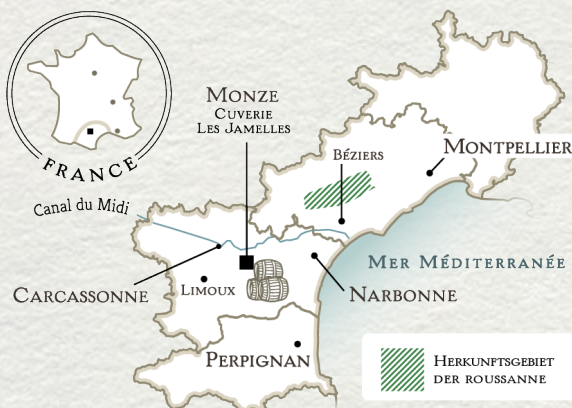 FRANCE
MONZE
CUVERIE
LES JAMELLES
BÉZIERS
MONTPELLIER
Canal du Midi
MER MÉDITERRANÉE
CARCASSONNE
LIMOUX
NARBONNE
PERPIGNAN
HERKUNFTSGEBIET
DER ROUSSANNE